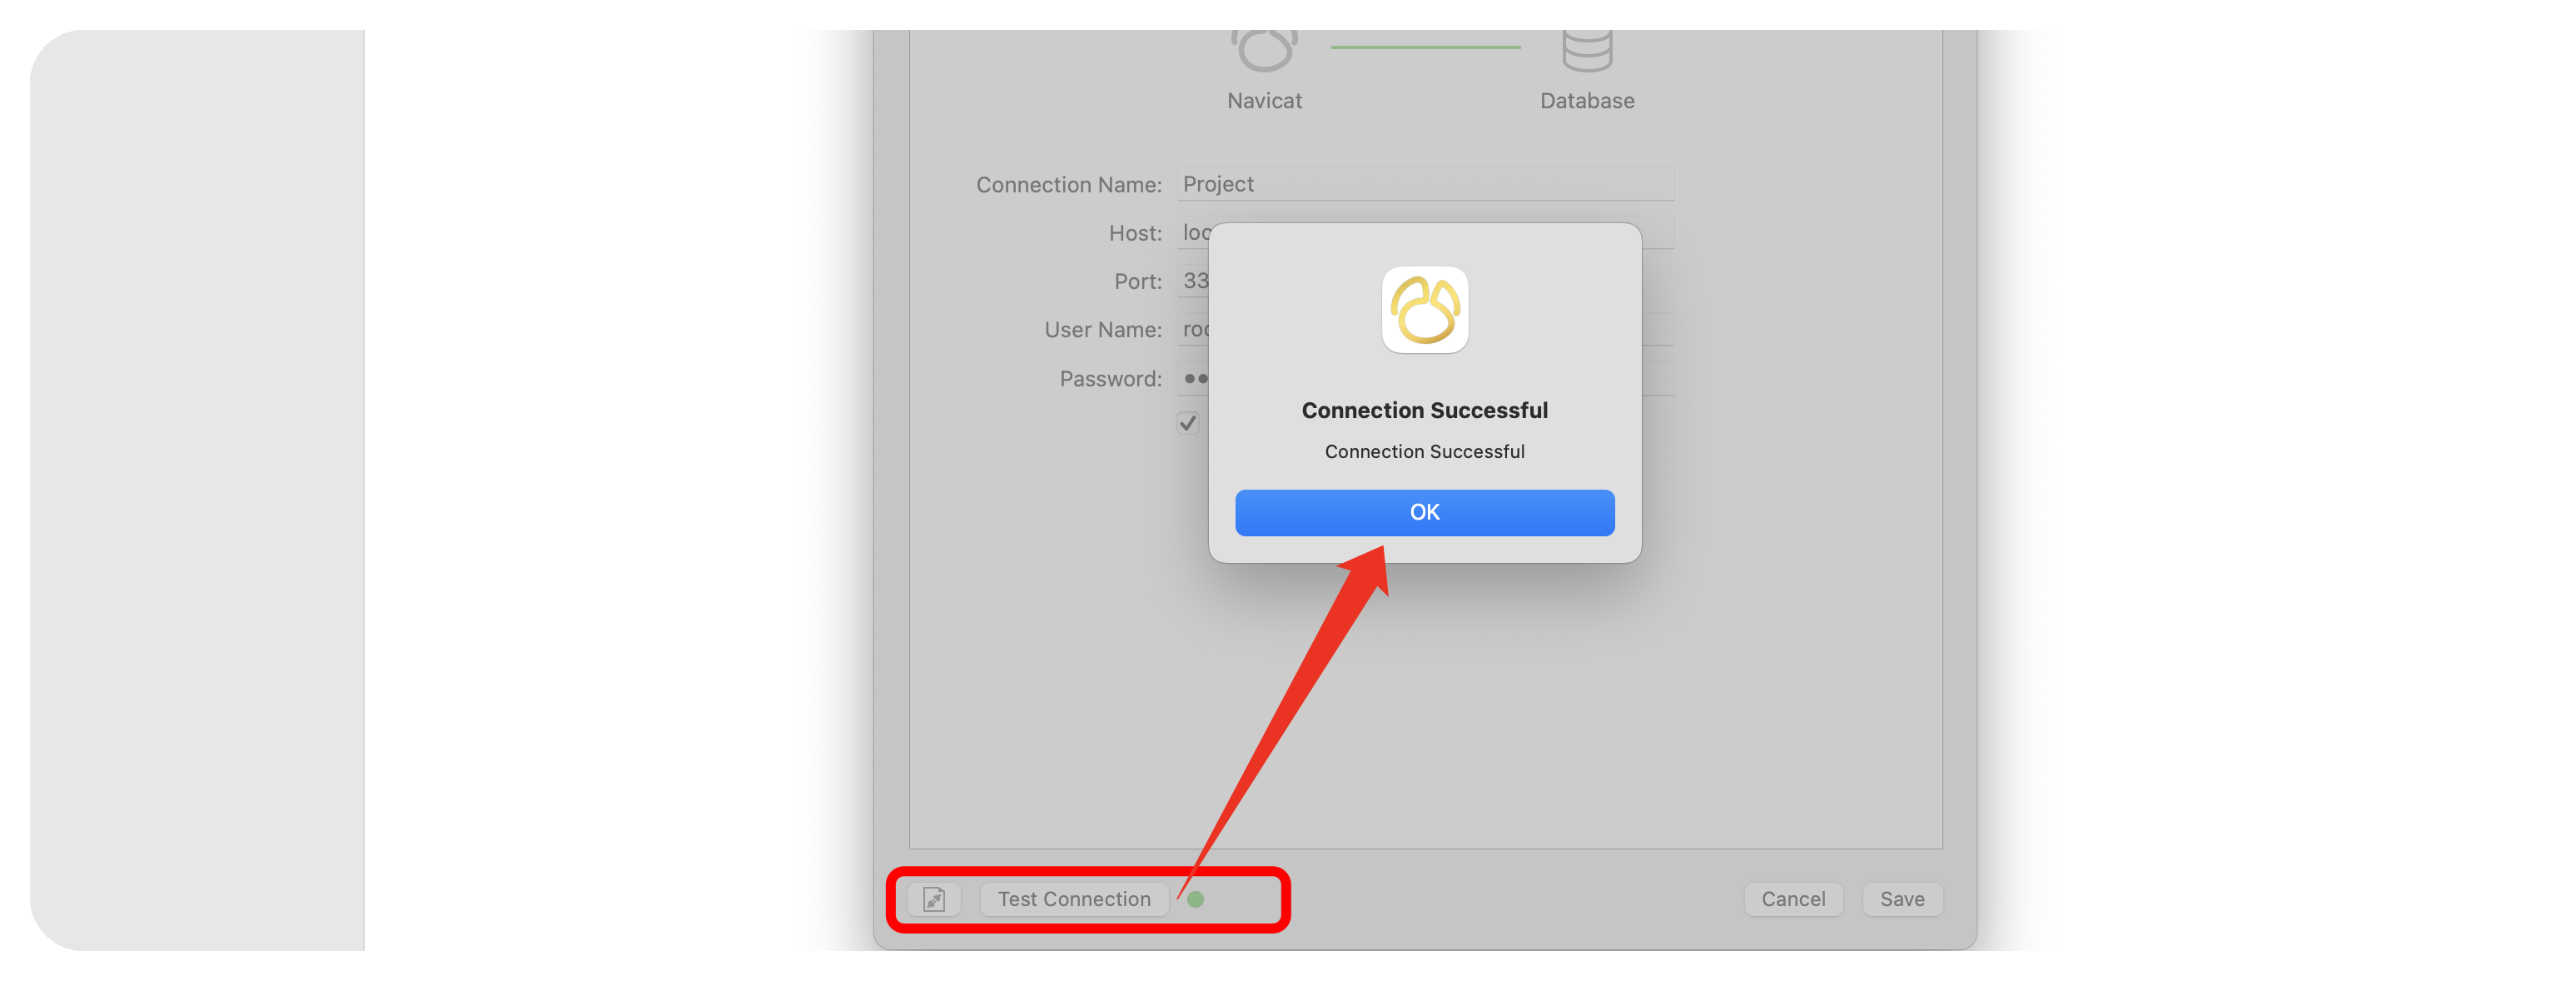 Navicat Database
Connection Name: Project
Host: loc
Port: 33
User Name: roo
Password:
Connection Successful
Connection Successful
OK
Test Connection Cancel Save